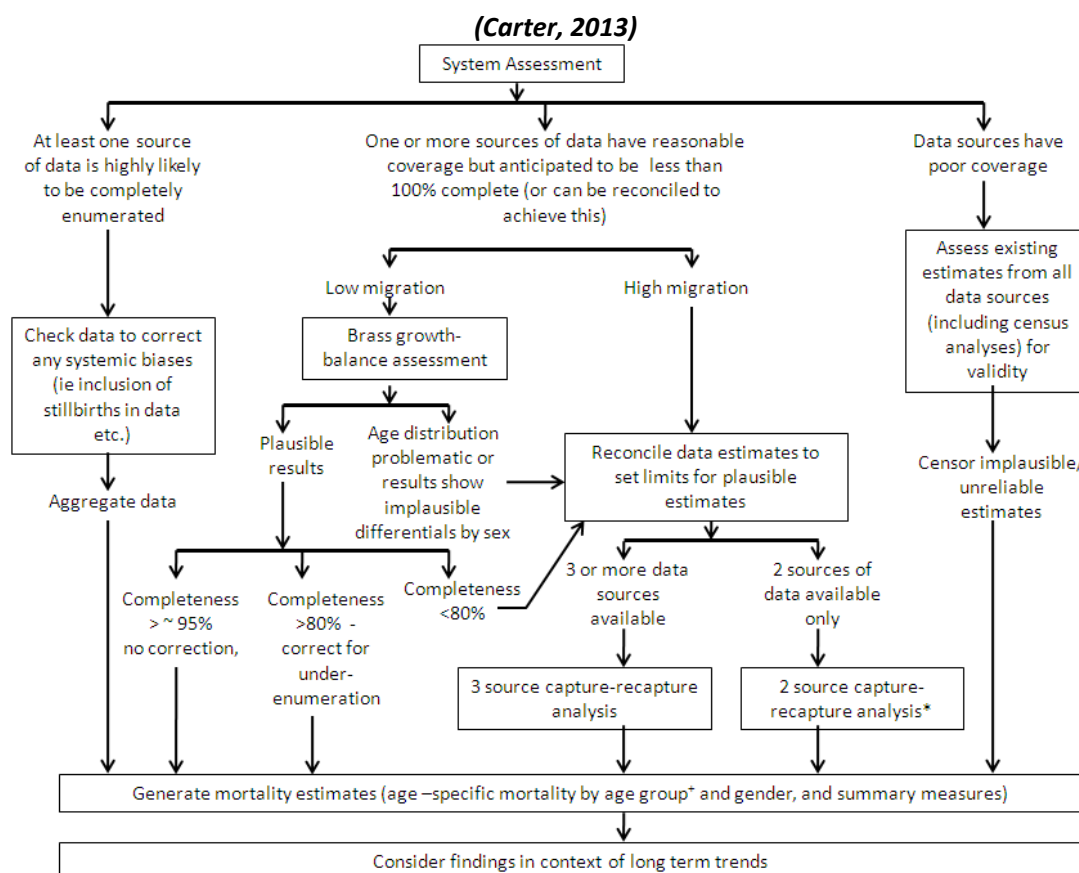 (Carter, 2013)
System Assessment
At least one source
of data is highly likely
to be completely
enumerated
One or more sources of data have reasonable
coverage but anticipated to be less than
100% complete (or can be reconciled to
achieve this)
Data sources have
poor coverage
Low migration
High migration
Assess existing
estimates from all
data sources
(including census
analyses) for
validity
Check data to correct
any systemic biases
(ie inclusion of
stillbirths in data
etc.)
Brass growth-
balance assessment
Plausible
results
Age distribution
problematic or
results show
implausible
differentials by sex
Reconcile data estimates to
set limits for plausible
estimates
Censor implausible,
unreliable
estimates
Aggregate data
Completeness
> ~ 95%
no correction,
Completeness
>80% -
correct for
under-
enumeration
Completeness
<80%
3 or more data
sources
available
2 sources of
data available
only
3 source capture-recapture
analysis
2 source capture-
recapture analysis*
Generate mortality estimates (age –specific mortality by age group⁺ and gender, and summary measures)
Consider findings in context of long term trends